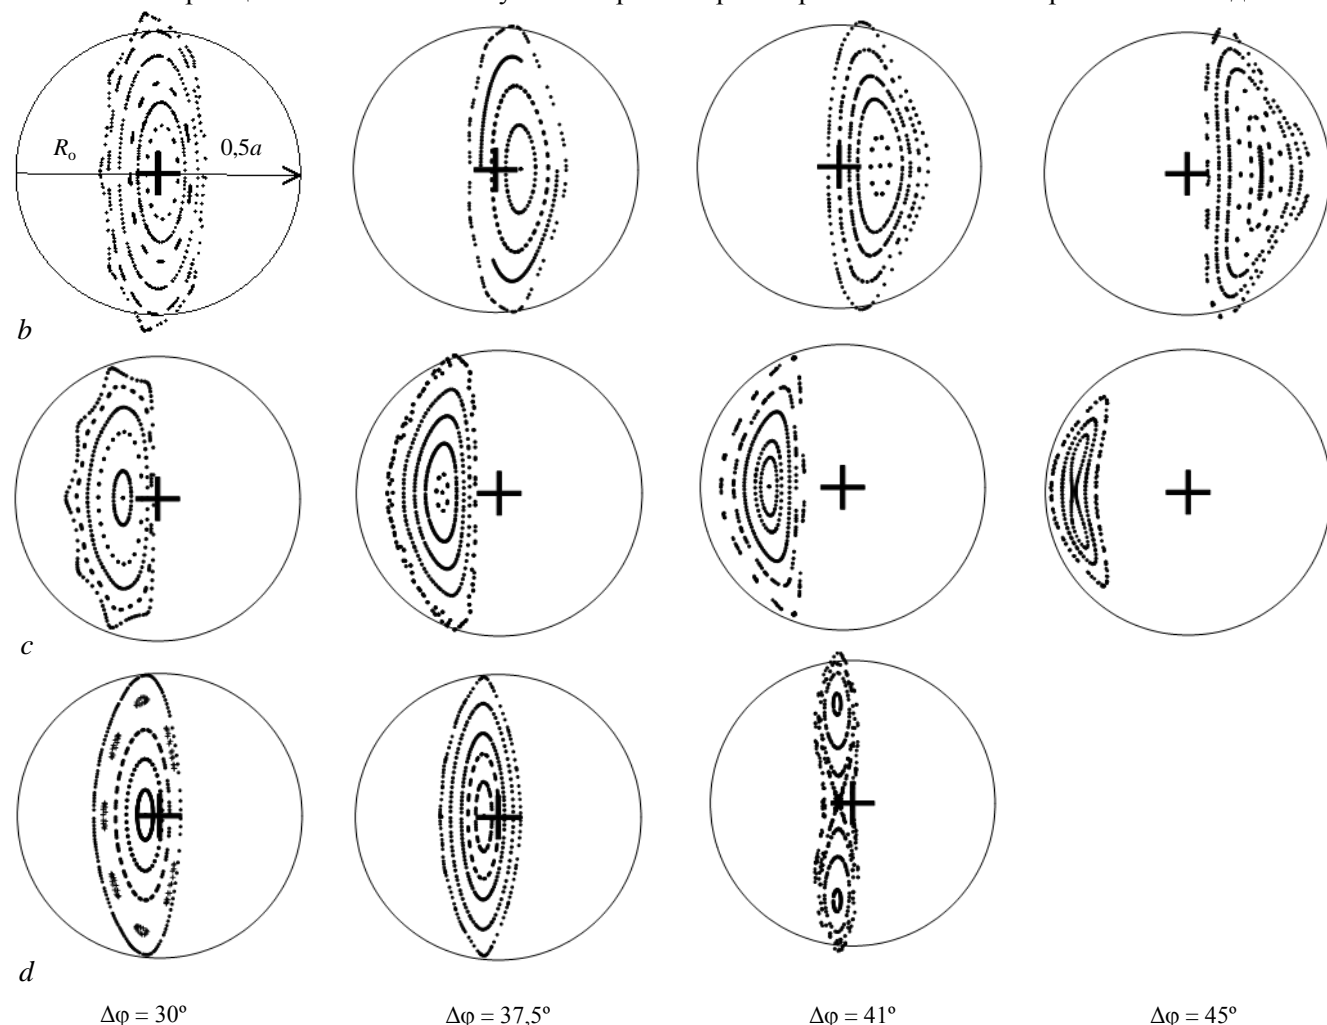 R₀ 0,5a
b
c
d
Δφ = 30º Δφ = 37,5º Δφ = 41º Δφ = 45º